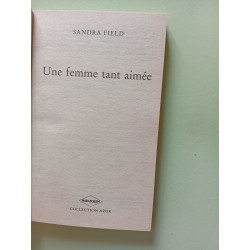 SANDRA FIELD
Une femme tant aimée
COLLECTION AZUR